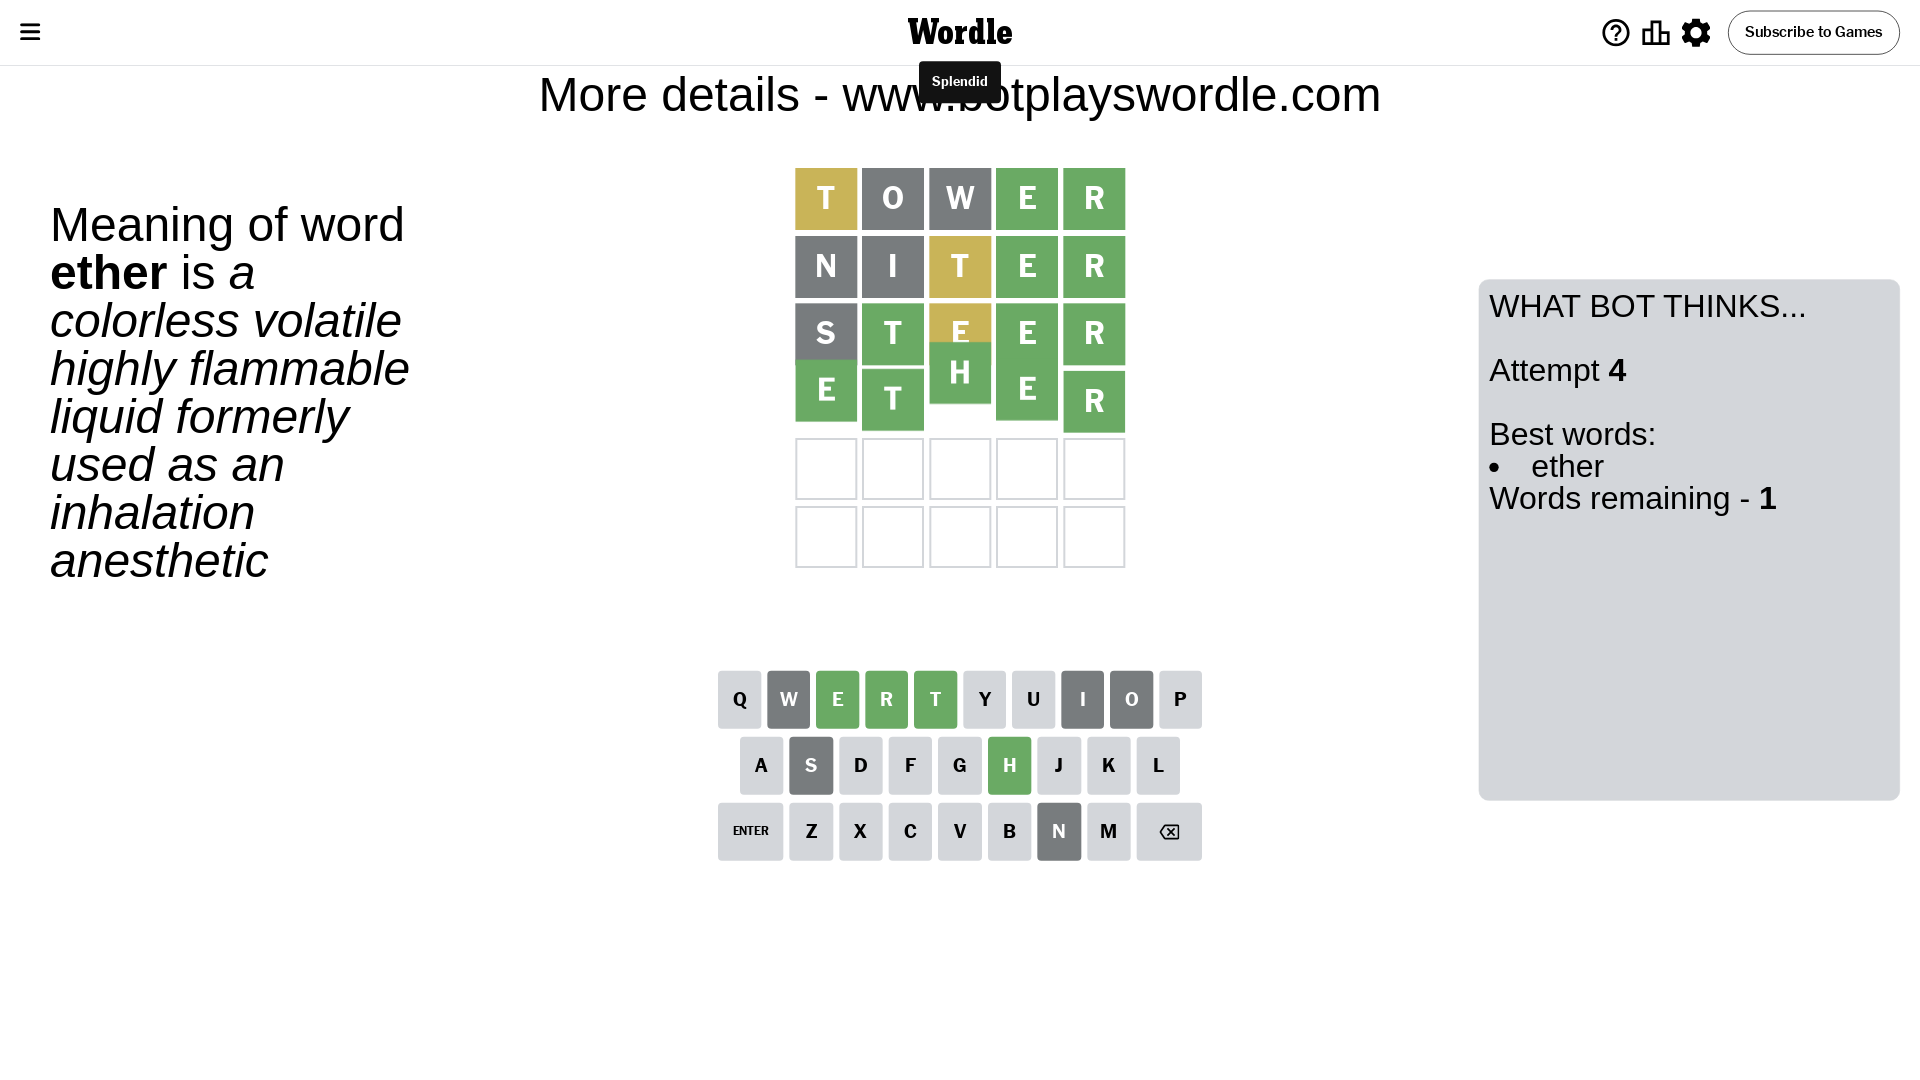 Wordle
Subscribe to Games
Splendid
More details - www.botplayswordle.com
Meaning of word
ether is a
colorless volatile
highly flammable
liquid formerly
used as an
inhalation
anesthetic
T O W E R
N I T E R
S T E E R
E T H E R
WHAT BOT THINKS...
Attempt 4
Best words:
• ether
Words remaining - 1
Q W E R T Y U I O P
A S D F G H J K L
ENTER Z X C V B N M